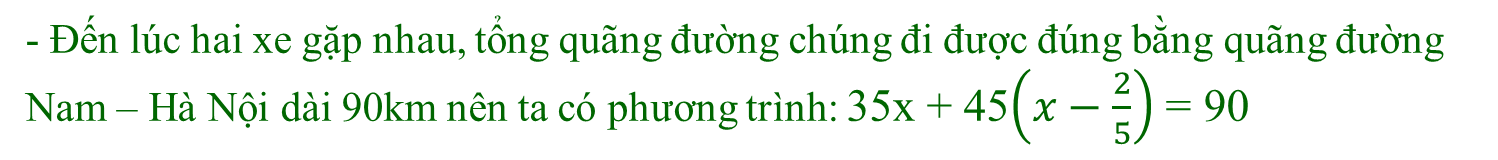 - Đến lúc hai xe gặp nhau, tổng quãng đường chúng đi được đúng bằng quãng đường
Nam – Hà Nội dài 90km nên ta có phương trình: 35x + 45(x − 2/5) = 90